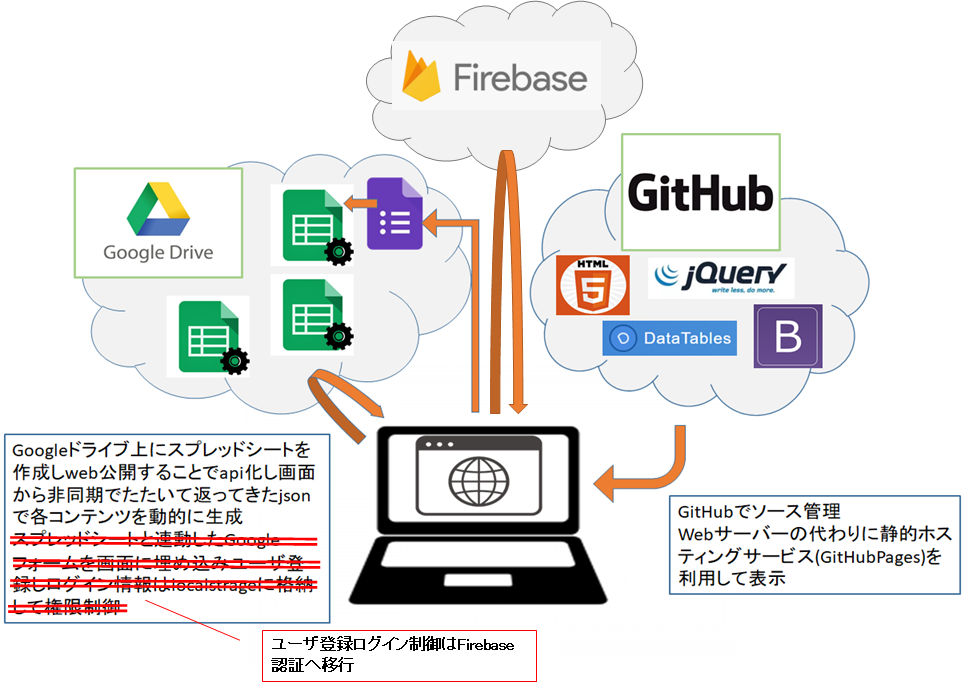 Firebase
Google Drive
GitHub
HTML
5
jQuery
write less, do more.
D
DataTables
B
Googleドライブ上にスプレッドシートを
作成しweb公開することでapi化し画面
から非同期でたたいて返ってきたjson
で各コンテンツを動的に生成
スプレッドシートと連動したGoogle
フォームを画面に埋め込みユーザ登
録しログイン情報はlocalstrageに格納
して権限制御
GitHubでソース管理
Webサーバーの代わりに静的ホス
ティングサービス(GitHubPages)を
利用して表示
ユーザ登録ログイン制御はFirebase
認証へ移行